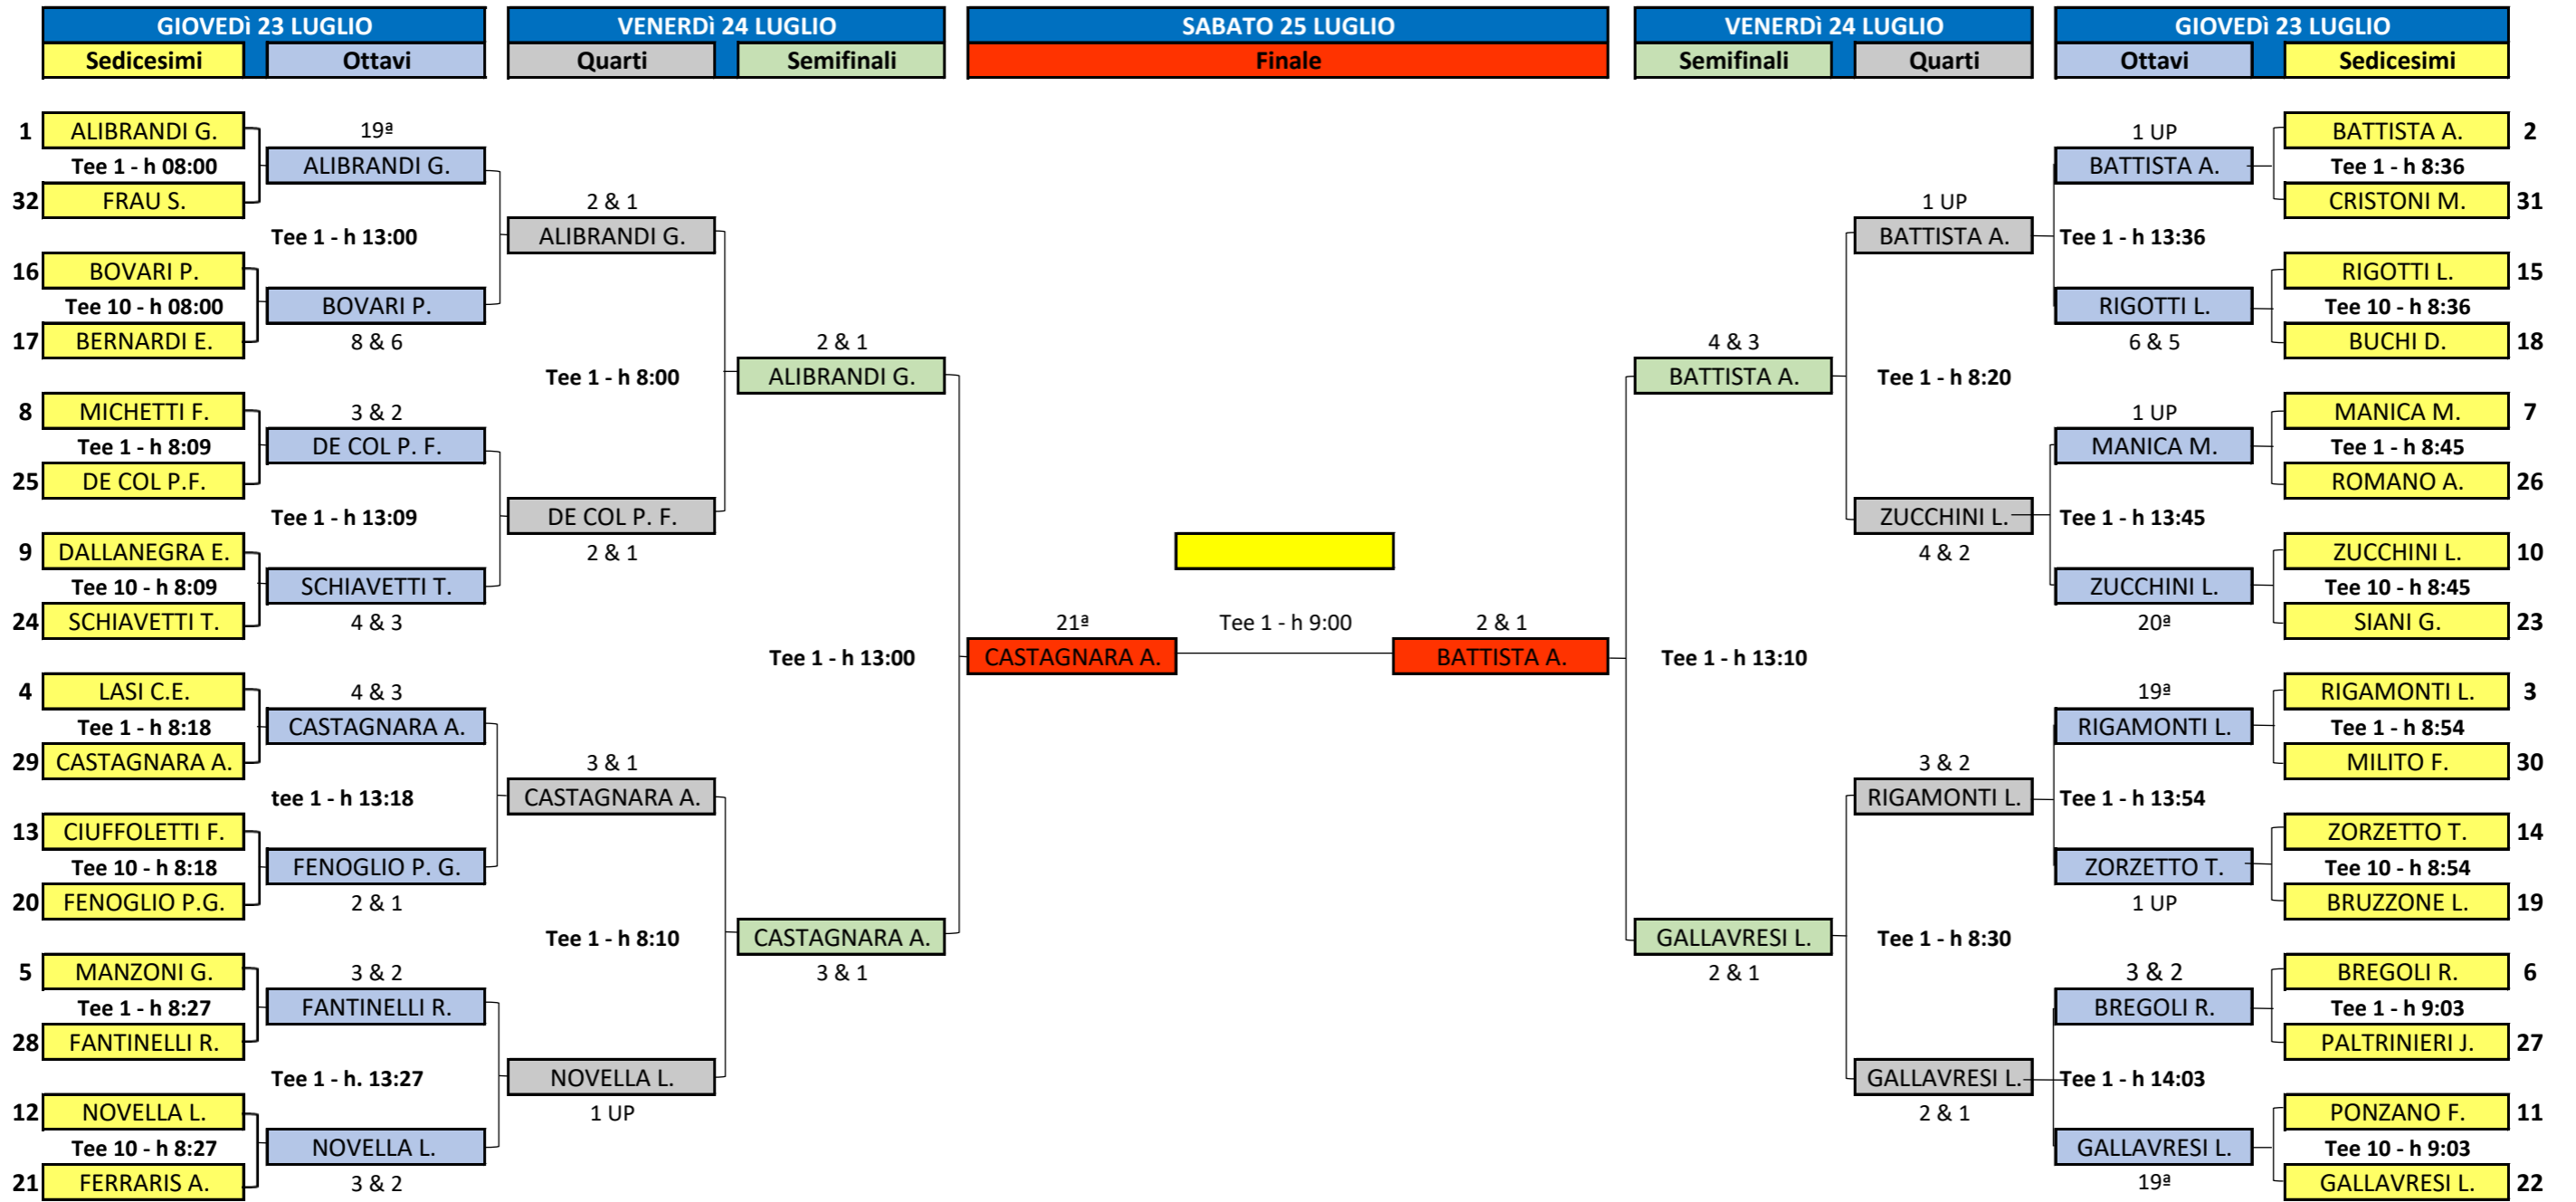 GIOVEDÌ 23 LUGLIO VENERDÌ 24 LUGLIO SABATO 25 LUGLIO VENERDÌ 24 LUGLIO GIOVEDÌ 23 LUGLIO
Sedicesimi Ottavi Quarti Semifinali Finale Semifinali Quarti Ottavi Sedicesimi
1 ALIBRANDI G. 19ª 1 UP BATTISTA A. 2
Tee 1 - h 08:00 ALIBRANDI G. BATTISTA A. Tee 1 - h 8:36
32 FRAU S. 2 & 1 1 UP CRISTONI M. 31
Tee 1 - h 13:00 ALIBRANDI G. BATTISTA A. Tee 1 - h 13:36
16 BOVARI P. RIGOTTI L. 15
Tee 10 - h 08:00 BOVARI P. RIGOTTI L. Tee 10 - h 8:36
17 BERNARDI E. 8 & 6 2 & 1 4 & 3 6 & 5 BUCHI D. 18
Tee 1 - h 8:00 ALIBRANDI G. BATTISTA A. Tee 1 - h 8:20
8 MICHETTI F. 3 & 2 1 UP MANICA M. 7
Tee 1 - h 8:09 DE COL P. F. MANICA M. Tee 1 - h 8:45
25 DE COL P.F. ROMANO A. 26
Tee 1 - h 13:09 DE COL P. F. ZUCCHINI L. Tee 1 - h 13:45
9 DALLANEGRA E. 2 & 1 4 & 2 ZUCCHINI L. 10
Tee 10 - h 8:09 SCHIAVETTI T. ZUCCHINI L. Tee 10 - h 8:45
24 SCHIAVETTI T. 4 & 3 21ª Tee 1 - h 9:00 2 & 1 20ª SIANI G. 23
Tee 1 - h 13:00 CASTAGNARA A. BATTISTA A. Tee 1 - h 13:10
4 LASI C.E. 4 & 3 19ª RIGAMONTI L. 3
Tee 1 - h 8:18 CASTAGNARA A. RIGAMONTI L. Tee 1 - h 8:54
29 CASTAGNARA A. 3 & 1 3 & 2 MILITO F. 30
tee 1 - h 13:18 CASTAGNARA A. RIGAMONTI L. Tee 1 - h 13:54
13 CIUFFOLETTI F. ZORZETTO T. 14
Tee 10 - h 8:18 FENOGLIO P. G. ZORZETTO T. Tee 10 - h 8:54
20 FENOGLIO P.G. 2 & 1 1 UP BRUZZONE L. 19
Tee 1 - h 8:10 CASTAGNARA A. GALLAVRESI L. Tee 1 - h 8:30
5 MANZONI G. 3 & 2 3 & 1 2 & 1 3 & 2 BREGOLI R. 6
Tee 1 - h 8:27 FANTINELLI R. BREGOLI R. Tee 1 - h 9:03
28 FANTINELLI R. PALTRINIERI J. 27
Tee 1 - h. 13:27 NOVELLA L. GALLAVRESI L. Tee 1 - h 14:03
12 NOVELLA L. 1 UP 2 & 1 PONZANO F. 11
Tee 10 - h 8:27 NOVELLA L. GALLAVRESI L. Tee 10 - h 9:03
21 FERRARIS A. 3 & 2 19ª GALLAVRESI L. 22